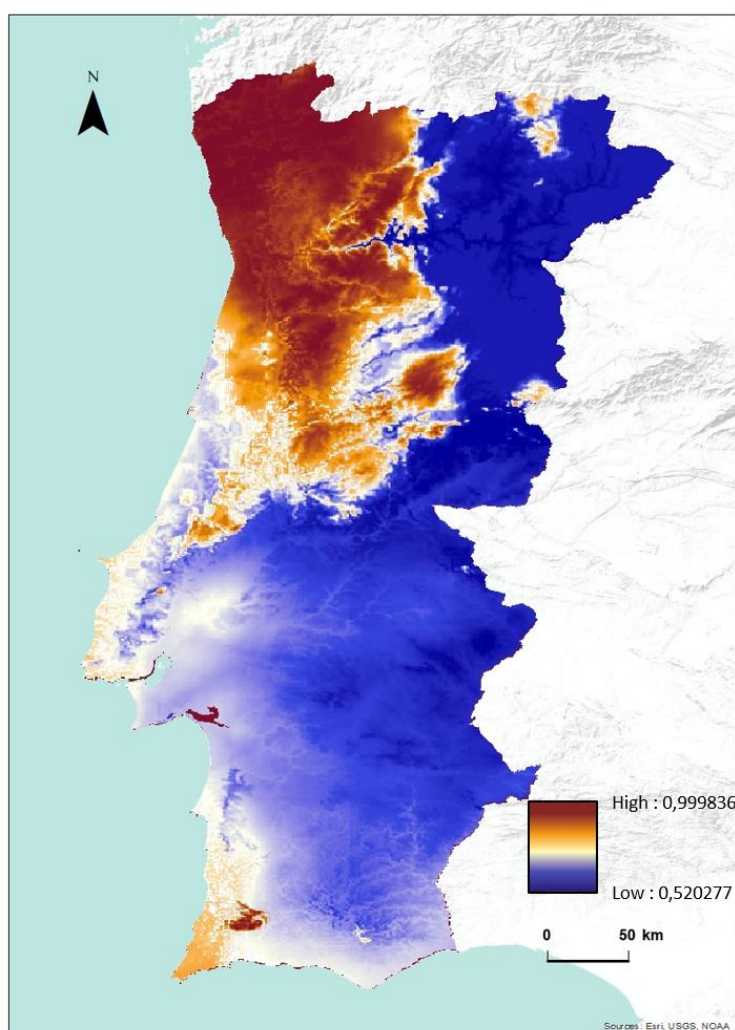 N
High : 0,999836
Low : 0,520277
0 50 km
Sources: Esri, USGS, NOAA